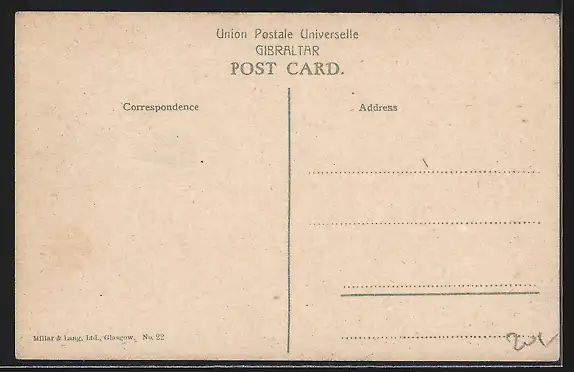 Union Postale Universelle
GIBRALTAR
POST CARD.
Correspondence
Address
Millar & Lang, Ltd., Glasgow. No. 22